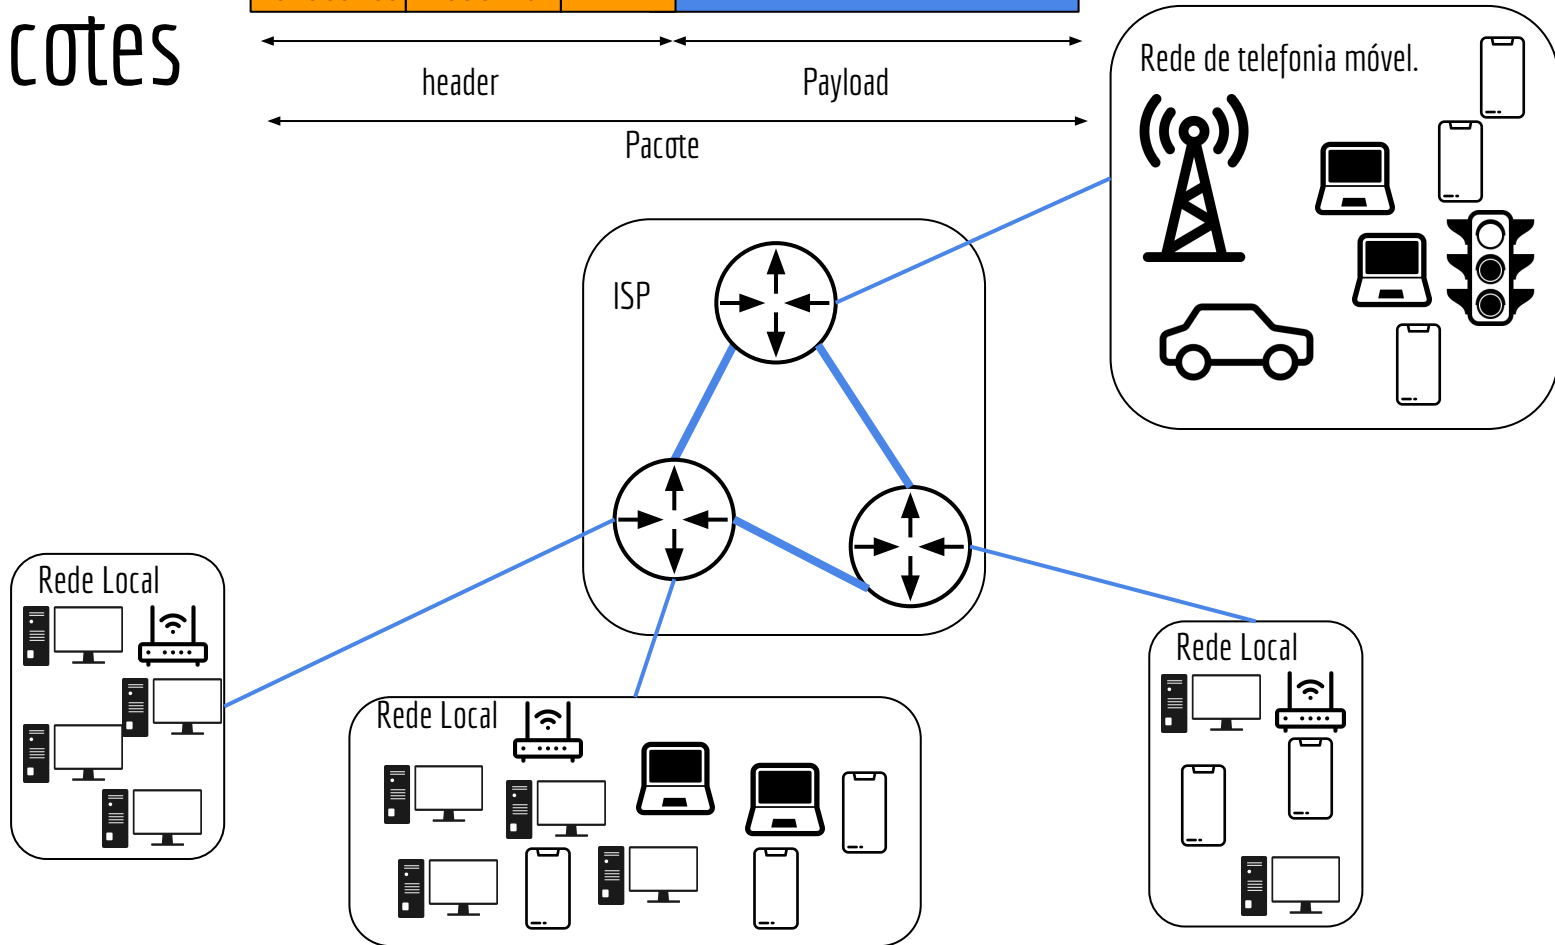 cotes
header
Payload
Pacote
Rede de telefonia móvel.
ISP
Rede Local
Rede Local
Rede Local